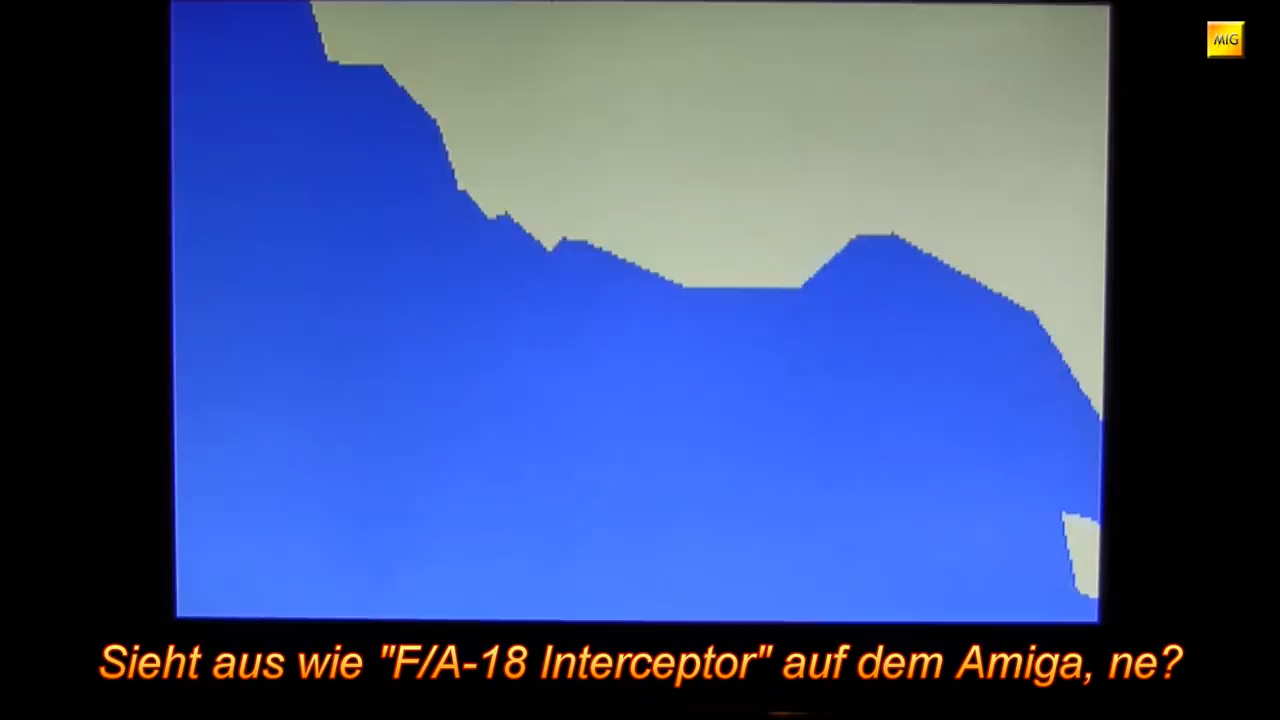 MIG
Sieht aus wie "F/A-18 Interceptor" auf dem Amiga, ne?